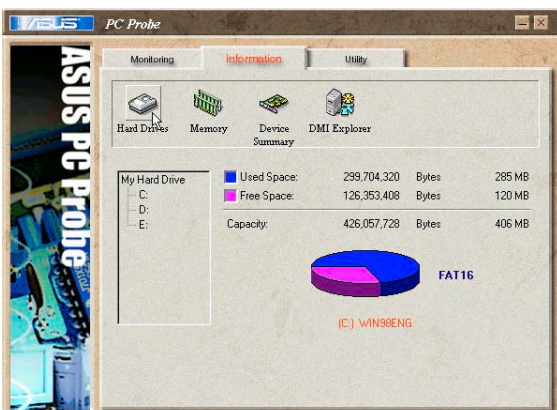 ASUS PC Probe
ASUS PC Probe
Monitoring Information Utility
Hard Drives Memory Device Summary DMI Explorer
My Hard Drive
C:
D:
E:
Used Space: 299,704,320 Bytes 285 MB
Free Space: 126,353,408 Bytes 120 MB
Capacity: 426,057,728 Bytes 406 MB
FAT16
(C:) WIN98ENG